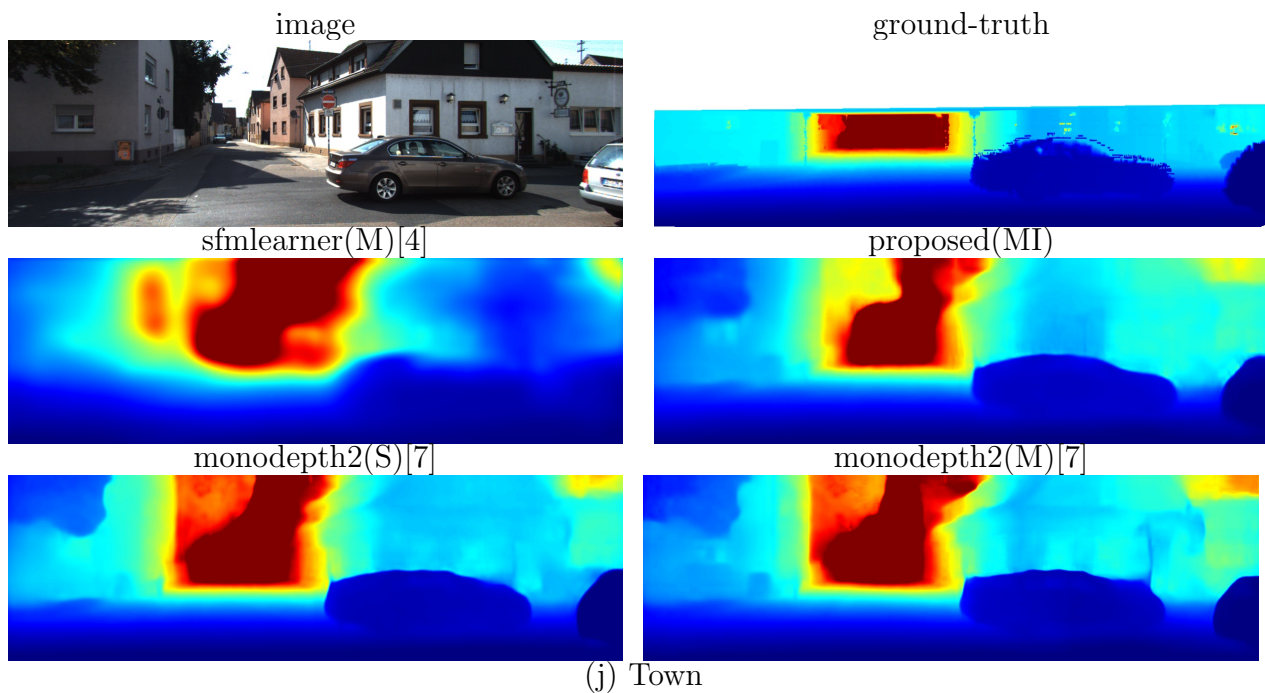 image
ground-truth
sfmlearner(M)[4]
proposed(MI)
monodepth2(S)[7]
monodepth2(M)[7]
(j) Town